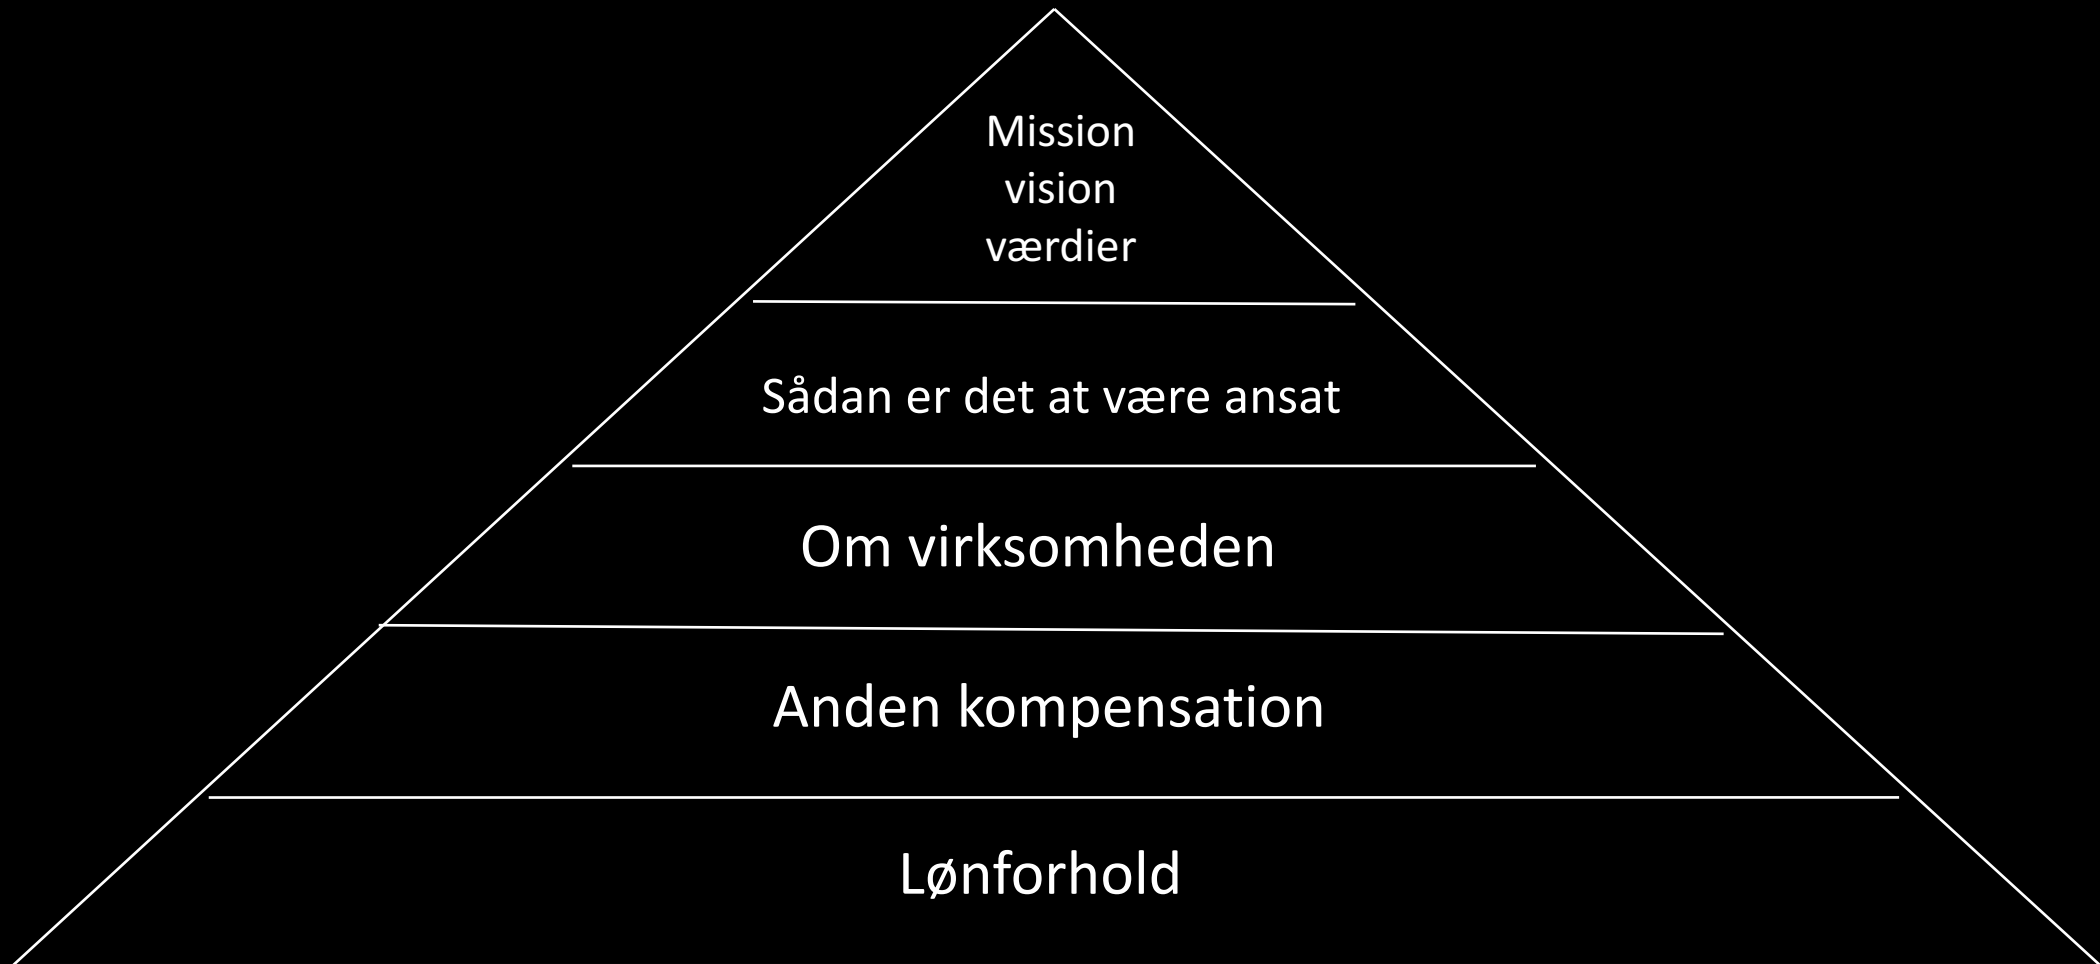 Mission
vision
værdier
Sådan er det at være ansat
Om virksomheden
Anden kompensation
Lønforhold